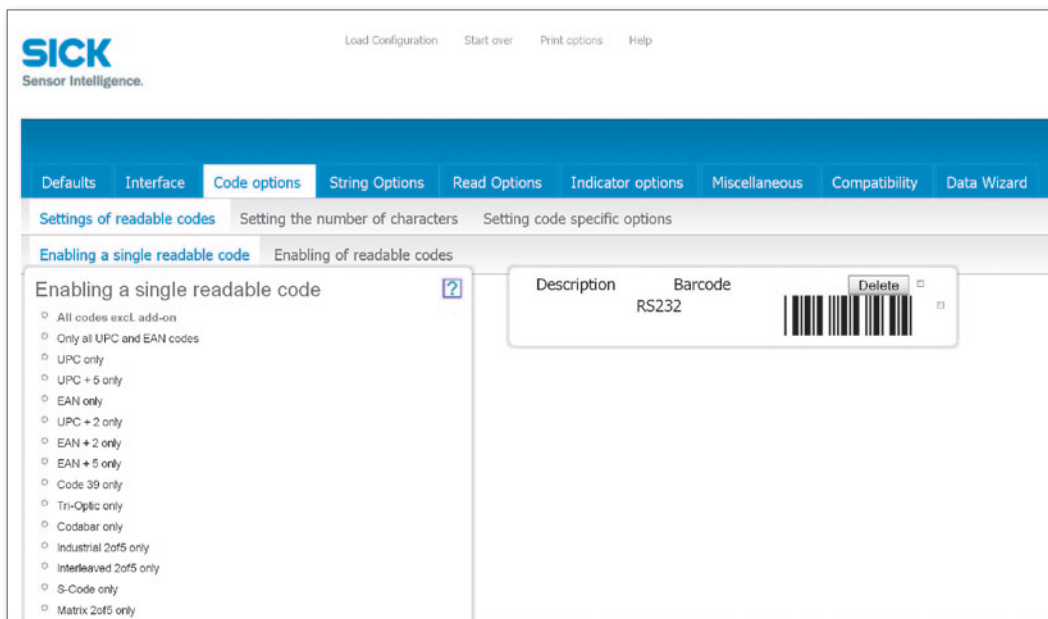 Load Configuration Start over Print options Help
SICK
Sensor Intelligence.
Defaults Interface Code options String Options Read Options Indicator options Miscellaneous Compatibility Data Wizard
Settings of readable codes Setting the number of characters Setting code specific options
Enabling a single readable code Enabling of readable codes
Enabling a single readable code ?
All codes excl. add-on
Only all UPC and EAN codes
UPC only
UPC + 5 only
EAN only
UPC + 2 only
EAN + 2 only
EAN + 5 only
Code 39 only
Tri-Optic only
Codabar only
Industrial 2of5 only
Interleaved 2of5 only
S-Code only
Matrix 2of5 only
Description Barcode Delete
RS232